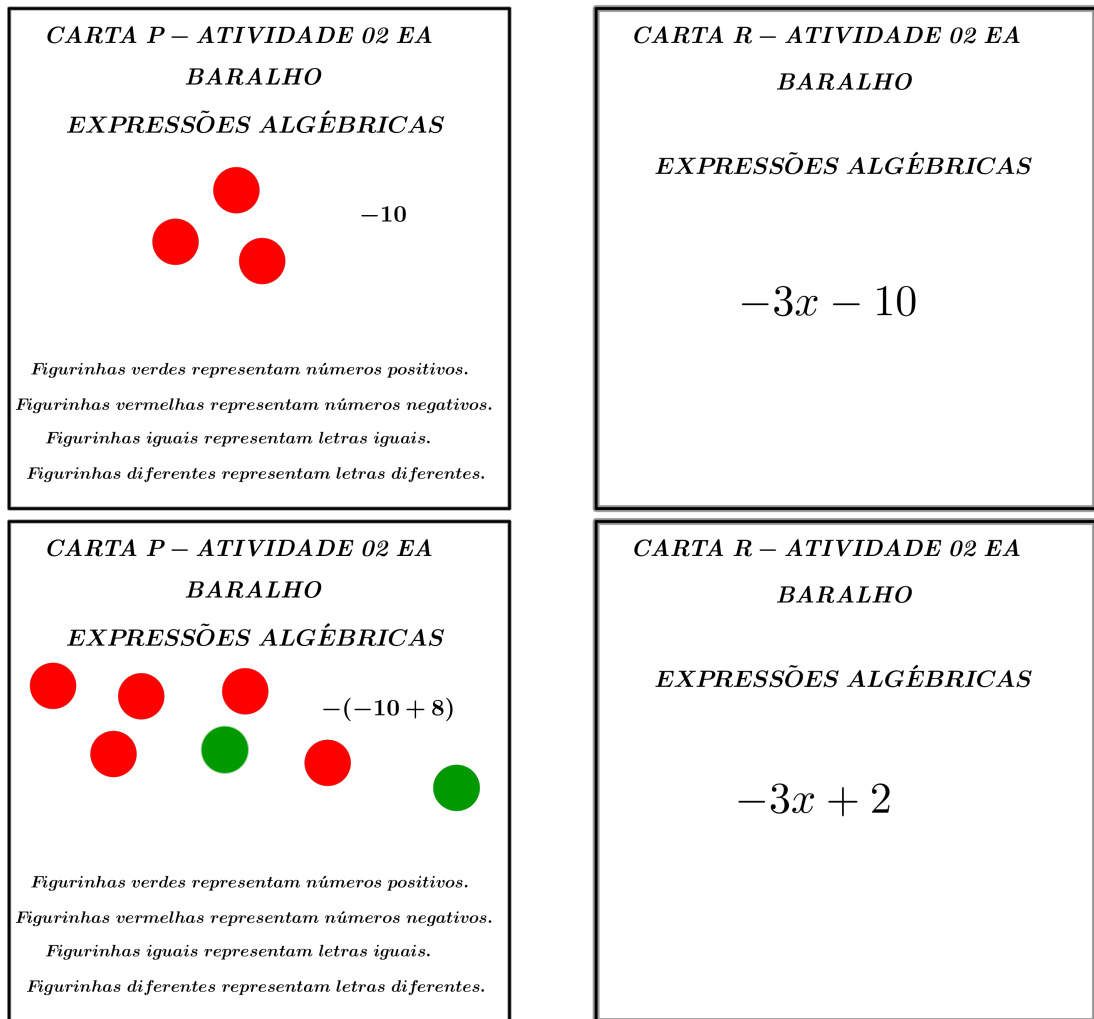 CARTA P – ATIVIDADE 02 EA
BARALHO
EXPRESSÕES ALGÉBRICAS
−10
Figurinhas verdes representam números positivos.
Figurinhas vermelhas representam números negativos.
Figurinhas iguais representam letras iguais.
Figurinhas diferentes representam letras diferentes.
CARTA R – ATIVIDADE 02 EA
BARALHO
EXPRESSÕES ALGÉBRICAS
−3x − 10
CARTA P – ATIVIDADE 02 EA
BARALHO
EXPRESSÕES ALGÉBRICAS
−(−10 + 8)
Figurinhas verdes representam números positivos.
Figurinhas vermelhas representam números negativos.
Figurinhas iguais representam letras iguais.
Figurinhas diferentes representam letras diferentes.
CARTA R – ATIVIDADE 02 EA
BARALHO
EXPRESSÕES ALGÉBRICAS
−3x + 2